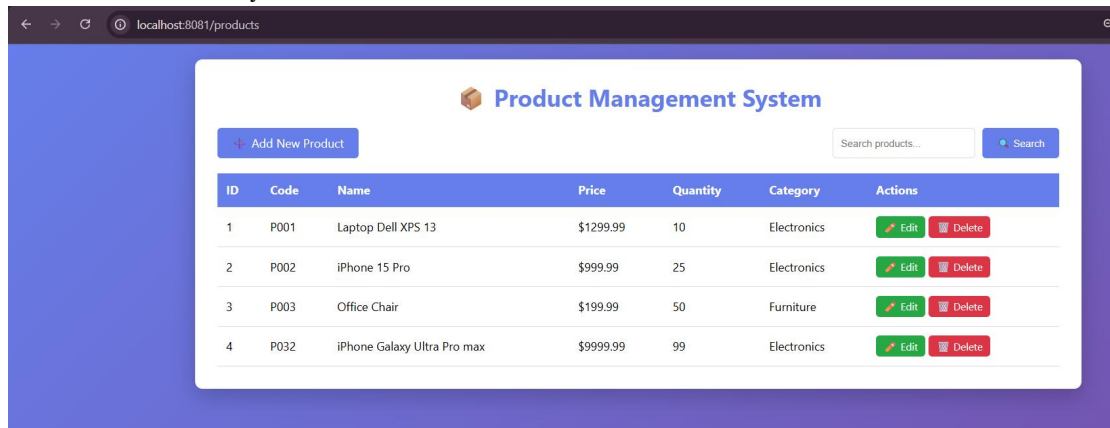 localhost:8081/products
Product Management System
Add New Product
Search products...
Search
ID Code Name Price Quantity Category Actions
1 P001 Laptop Dell XPS 13 $1299.99 10 Electronics Edit Delete
2 P002 iPhone 15 Pro $999.99 25 Electronics Edit Delete
3 P003 Office Chair $199.99 50 Furniture Edit Delete
4 P032 iPhone Galaxy Ultra Pro max $9999.99 99 Electronics Edit Delete